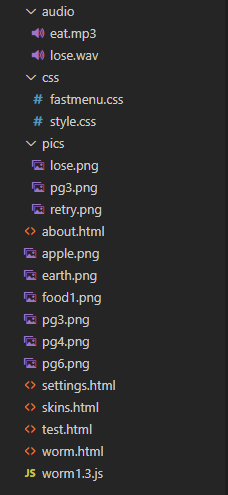 audio
eat.mp3
lose.wav
css
# fastmenu.css
# style.css
pics
lose.png
pg3.png
retry.png
<> about.html
apple.png
earth.png
food1.png
pg3.png
pg4.png
pg6.png
<> settings.html
<> skins.html
<> test.html
<> worm.html
JS worm1.3.js